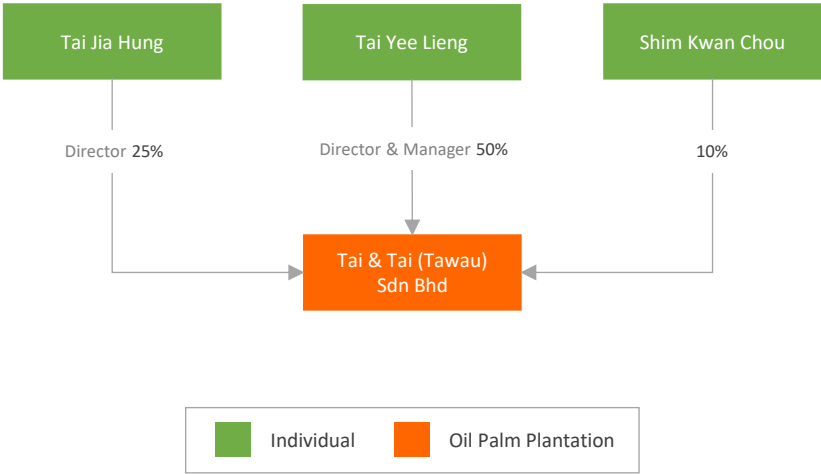 Tai Jia Hung
Tai Yee Lieng
Shim Kwan Chou
Director 25%
Director & Manager 50%
10%
Tai & Tai (Tawau)
Sdn Bhd
Individual
Oil Palm Plantation